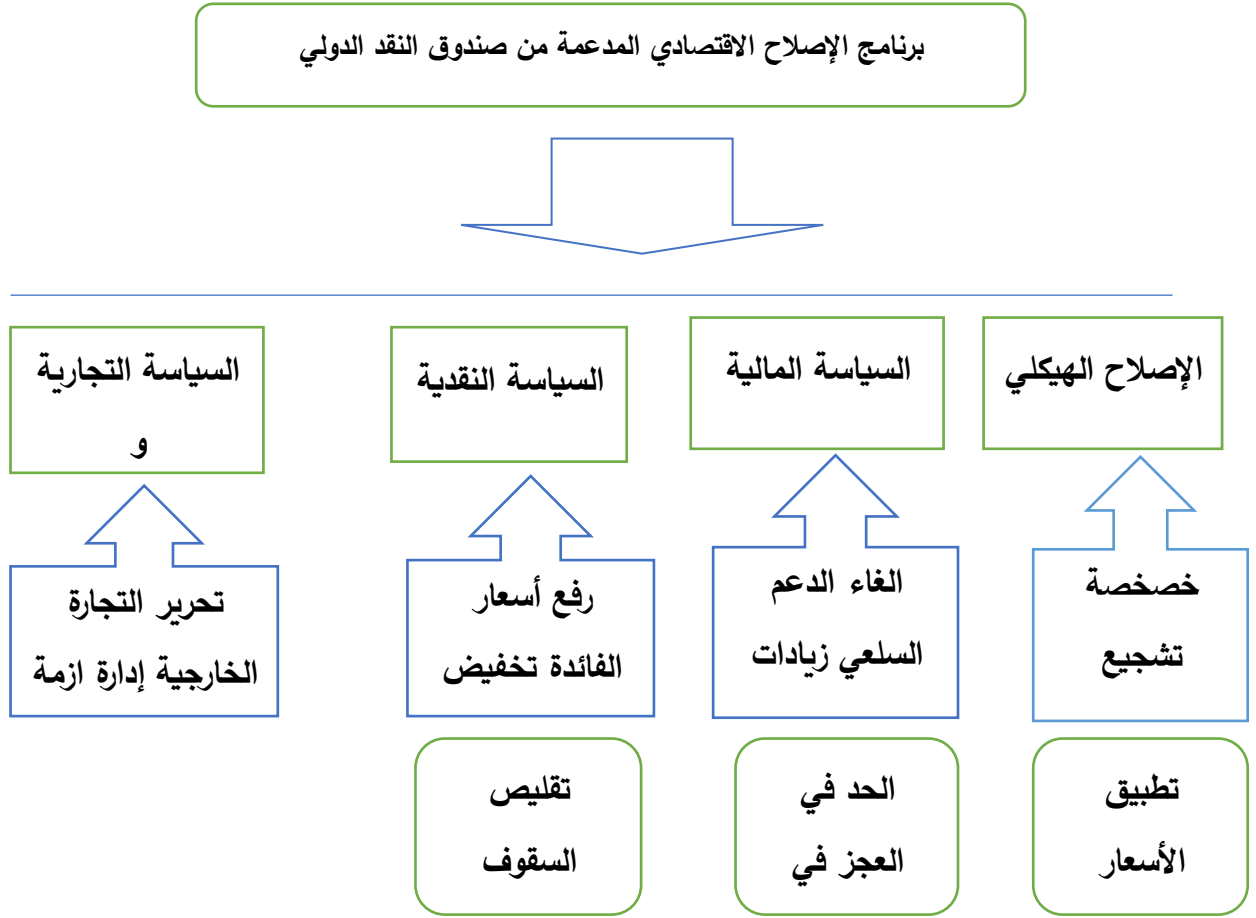 برنامج الإصلاح الاقتصادي المدعمة من صندوق النقد الدولي
الإصلاح الهيكلي
السياسة المالية
السياسة النقدية
السياسة التجارية
و
خصخصة
تشجيع
الغاء الدعم
السلعي زيادات
رفع أسعار
الفائدة تخفيض
تحرير التجارة
الخارجية إدارة ازمة
تطبيق
الأسعار
الحد في
العجز في
تقليص
السقوف